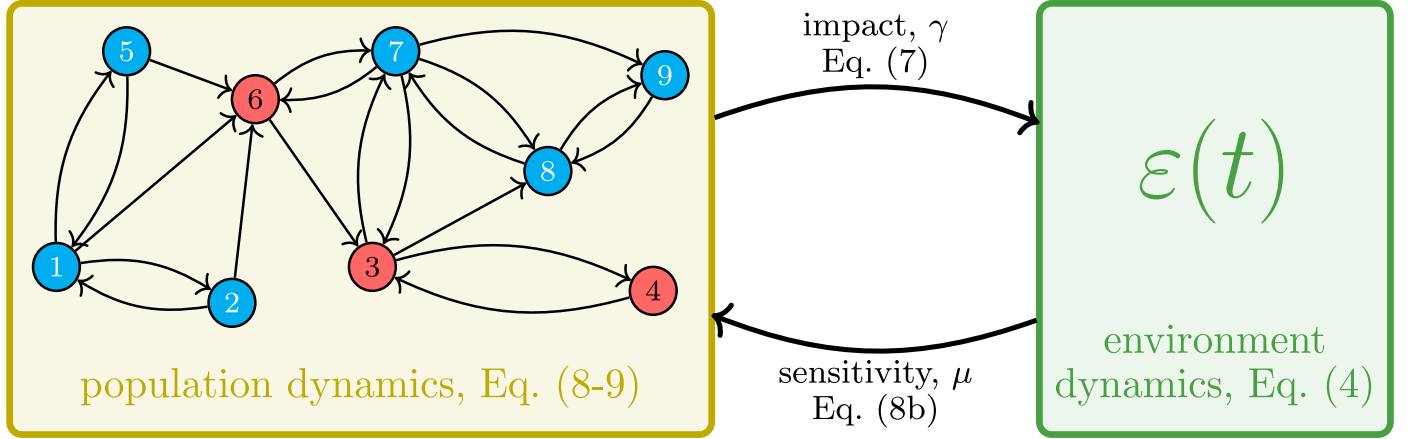 5
7
9
6
8
1
2
3
4
population dynamics, Eq. (8-9)
impact, γ
Eq. (7)
sensitivity, μ
Eq. (8b)
ε(t)
environment
dynamics, Eq. (4)